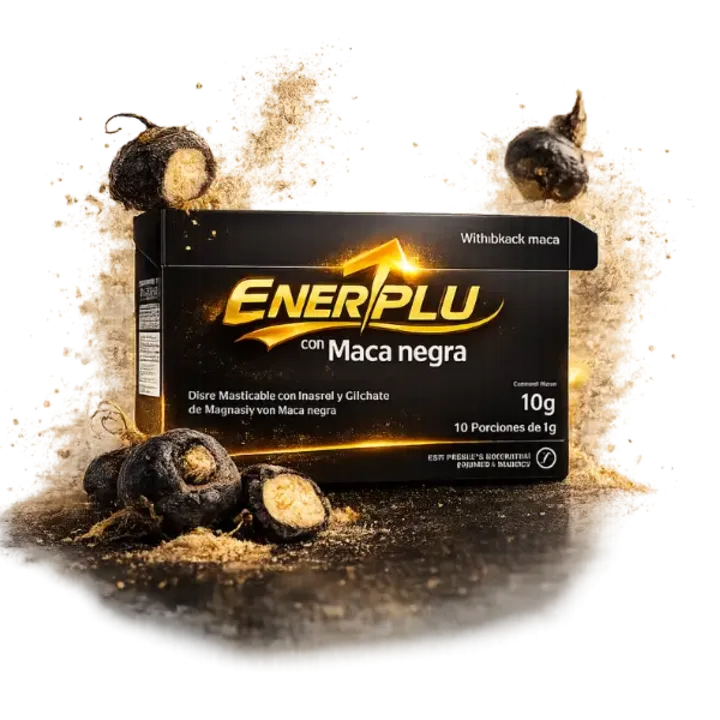 Withıbkack maca
ENERPLU
con Maca negra
Disre Masticable con Inasrol y Gilchate
de Magnasiy von Maca negra
10g
10 Porciones de 1g